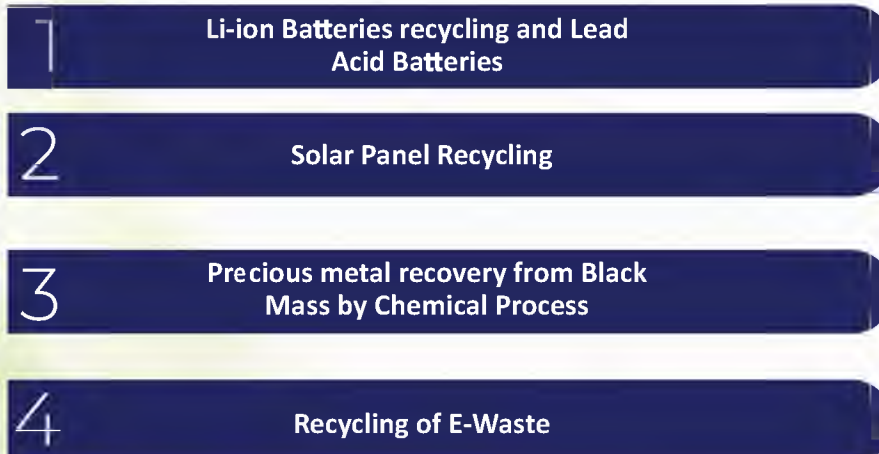 1
Li-ion Batteries recycling and Lead
Acid Batteries
2
Solar Panel Recycling
3
Precious metal recovery from Black
Mass by Chemical Process
4
Recycling of E-Waste